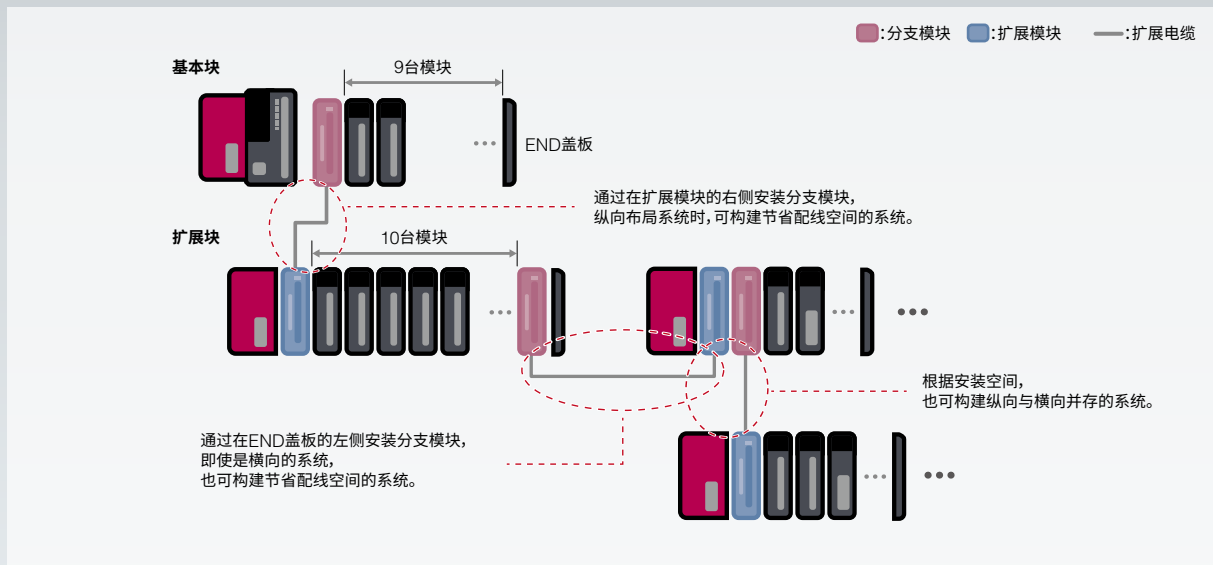 :分支模块 :扩展模块 :扩展电缆
基本块
9台模块
END盖板
通过在扩展模块的右侧安装分支模块，
纵向布局系统时，可构建节省配线空间的系统。
扩展块
10台模块
根据安装空间，
也可构建纵向与横向并存的系统。
通过在END盖板的左侧安装分支模块，
即使是横向的系统，
也可构建节省配线空间的系统。